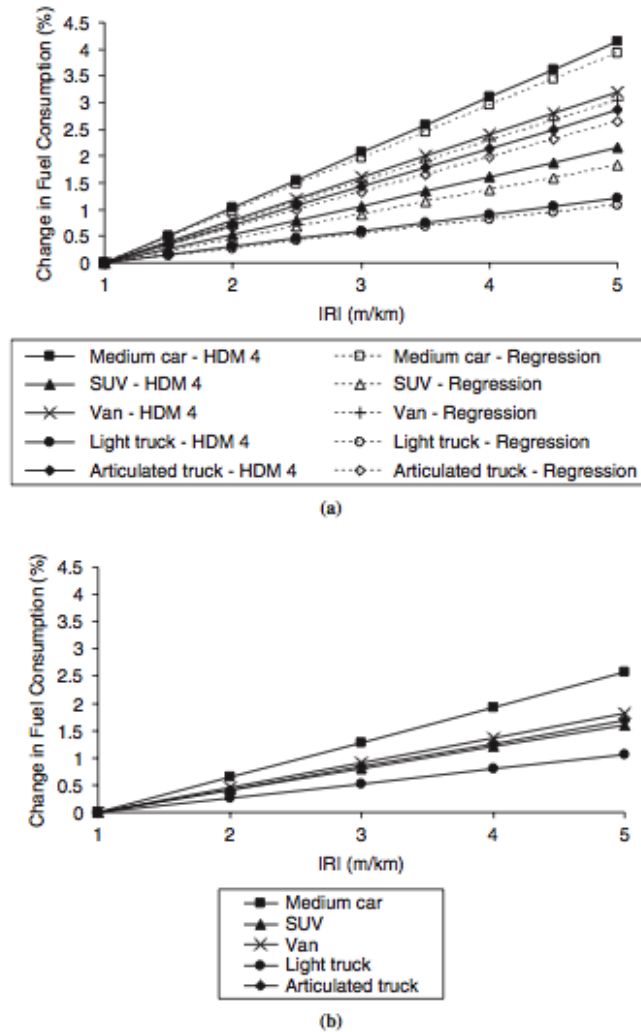 4.5
4
3.5
3
2.5
2
1.5
1
0.5
0
Change in Fuel Consumption (%)
1 2 3 4 5
IRI (m/km)
Medium car - HDM 4 Medium car - Regression
SUV - HDM 4 SUV - Regression
Van - HDM 4 Van - Regression
Light truck - HDM 4 Light truck - Regression
Articulated truck - HDM 4 Articulated truck - Regression
(a)
4.5
4
3.5
3
2.5
2
1.5
1
0.5
0
Change in Fuel Consumption (%)
1 2 3 4 5
IRI (m/km)
Medium car
SUV
Van
Light truck
Articulated truck
(b)